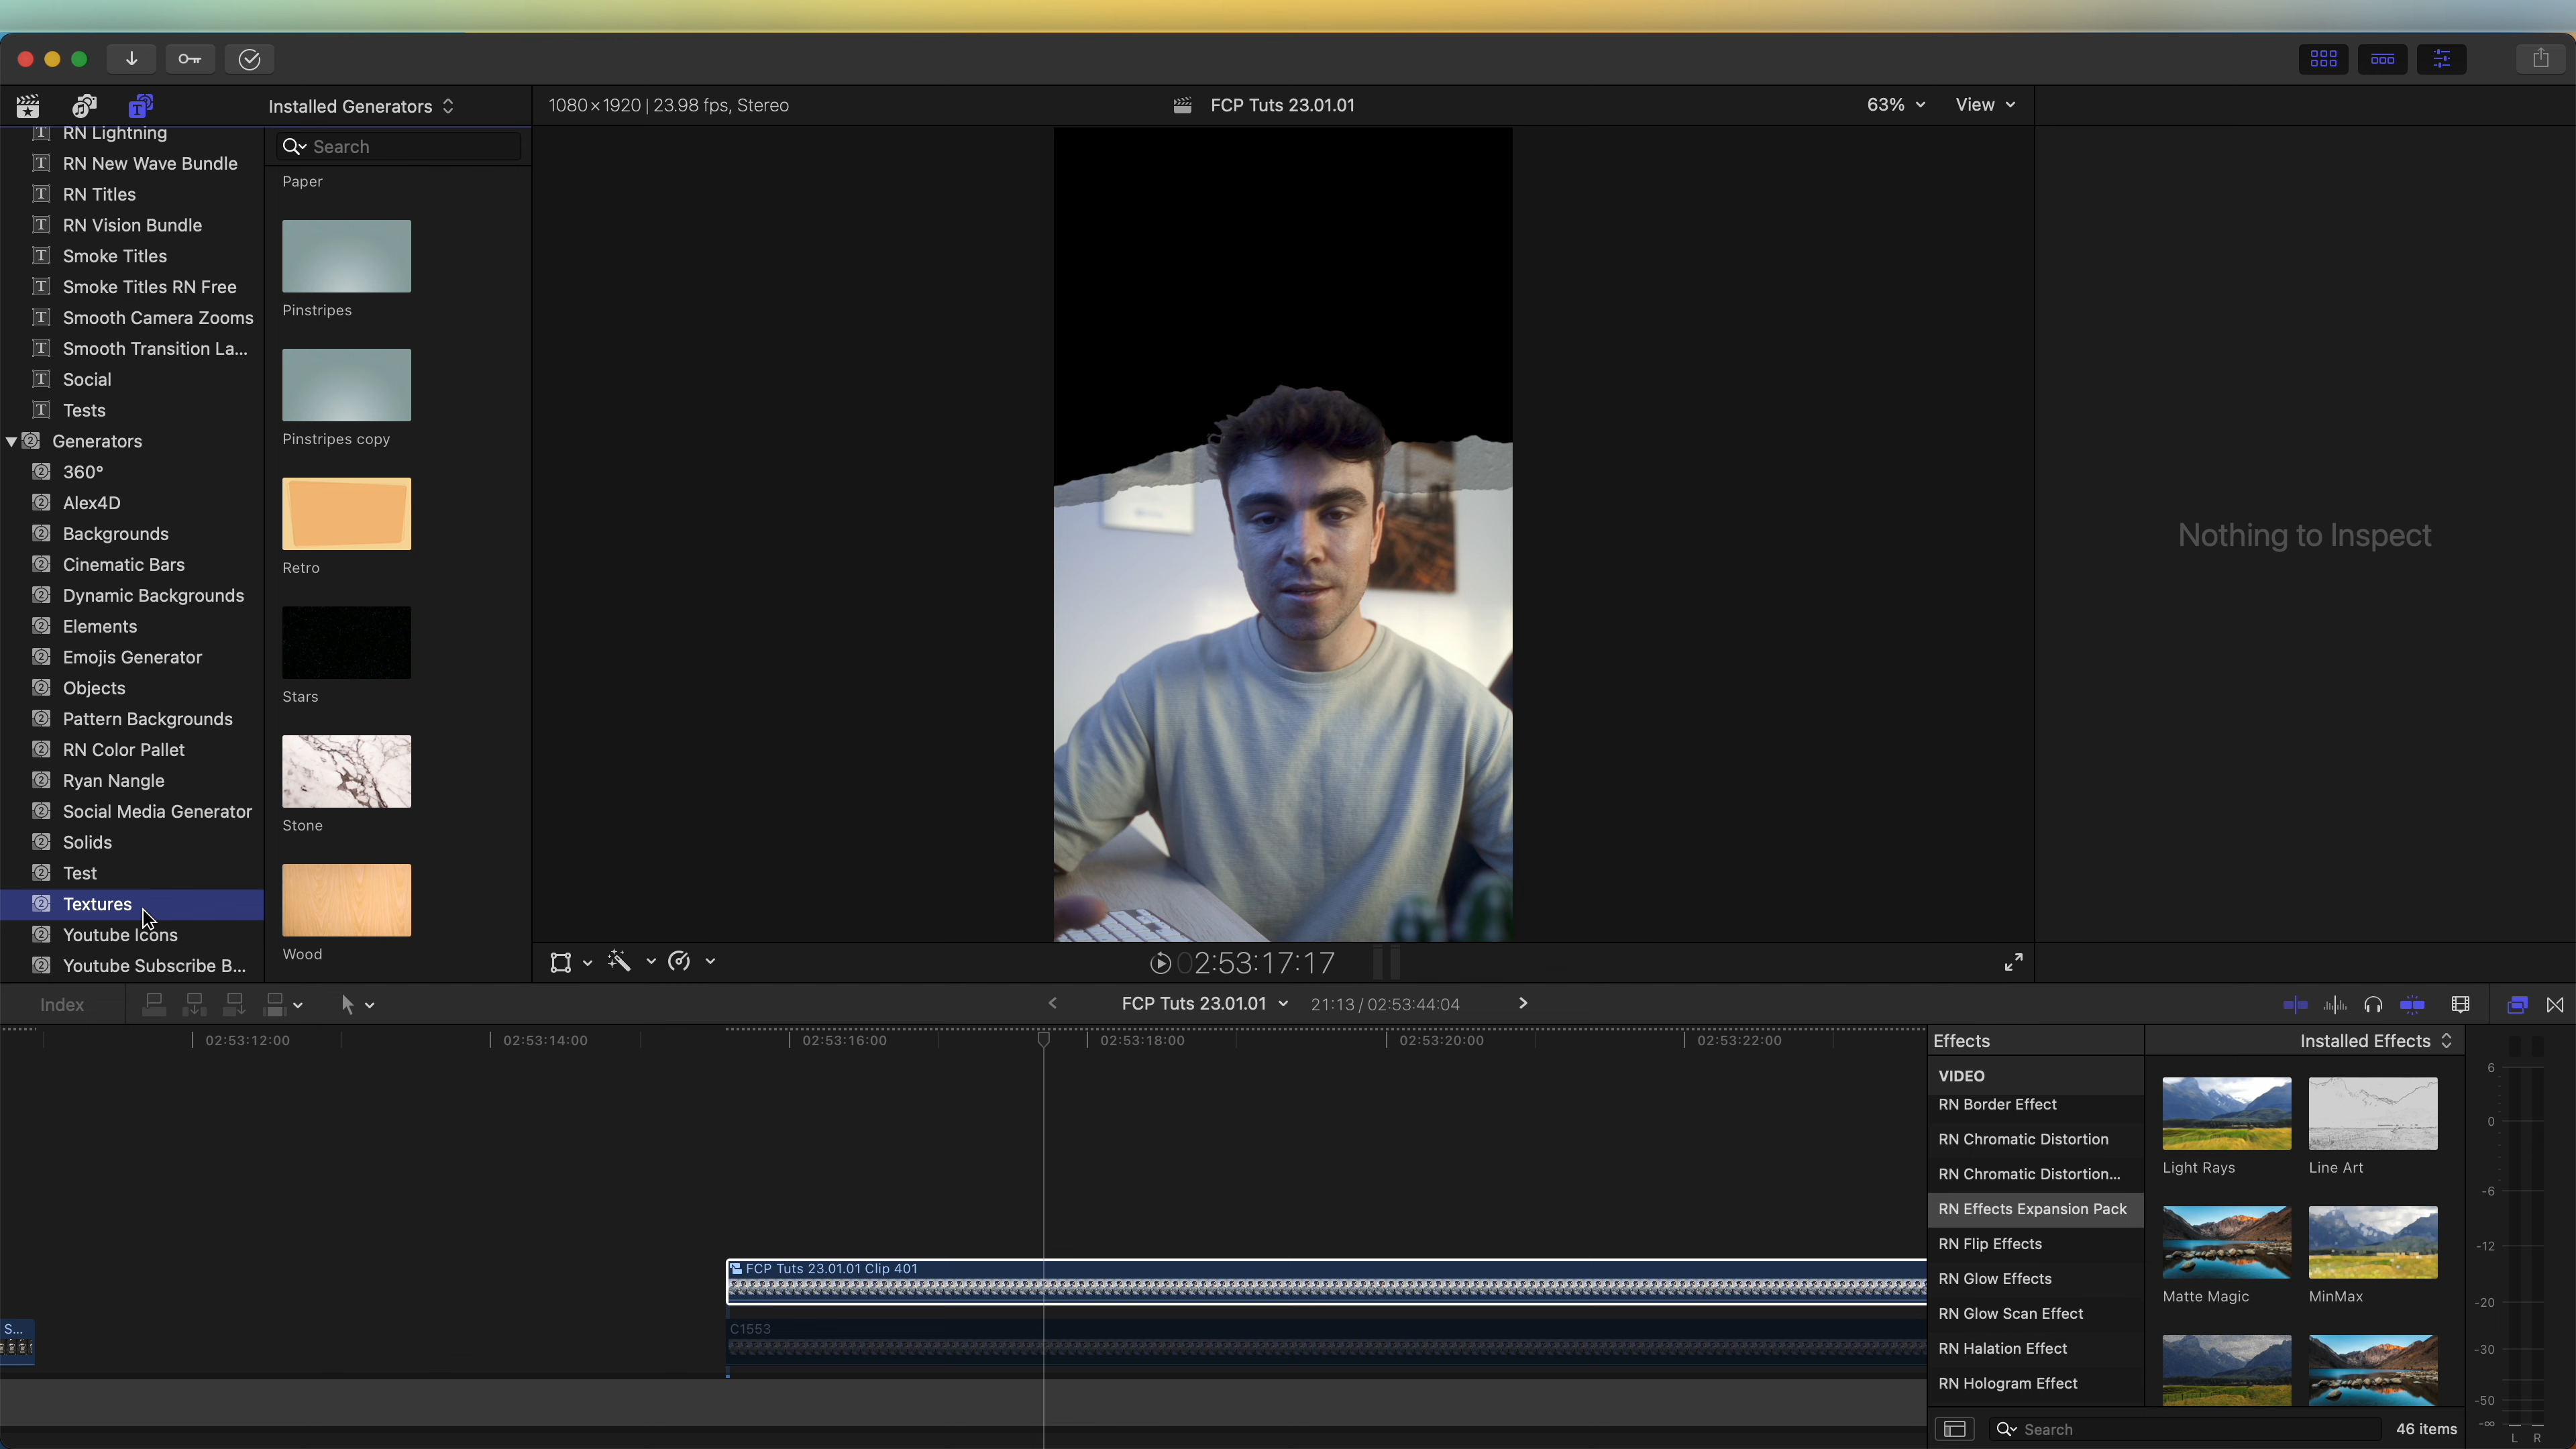 Installed Generators
1080×1920 | 23.98 fps, Stereo
FCP Tuts 23.01.01
63%
View
RN Lightning
RN New Wave Bundle
RN Titles
RN Vision Bundle
Smoke Titles
Smoke Titles RN Free
Smooth Camera Zooms
Smooth Transition La...
Social
Tests
Generators
360°
Alex4D
Backgrounds
Cinematic Bars
Dynamic Backgrounds
Elements
Emojis Generator
Objects
Pattern Backgrounds
RN Color Pallet
Ryan Nangle
Social Media Generator
Solids
Test
Textures
Youtube Icons
Youtube Subscribe B...
Search
Paper
Pinstripes
Pinstripes copy
Retro
Stars
Stone
Wood
Nothing to Inspect
02:53:17:17
Index
FCP Tuts 23.01.01
21:13 / 02:53:44:04
02:53:12:00
02:53:14:00
02:53:16:00
02:53:18:00
02:53:20:00
02:53:22:00
FCP Tuts 23.01.01 Clip 401
S...
C1553
Effects
Installed Effects
VIDEO
RN Border Effect
RN Chromatic Distortion
RN Chromatic Distortion...
RN Effects Expansion Pack
RN Flip Effects
RN Glow Effects
RN Glow Scan Effect
RN Halation Effect
RN Hologram Effect
Light Rays
Line Art
Matte Magic
MinMax
Search
46 items
6
0
-6
-12
-20
-30
-50
-∞
L R